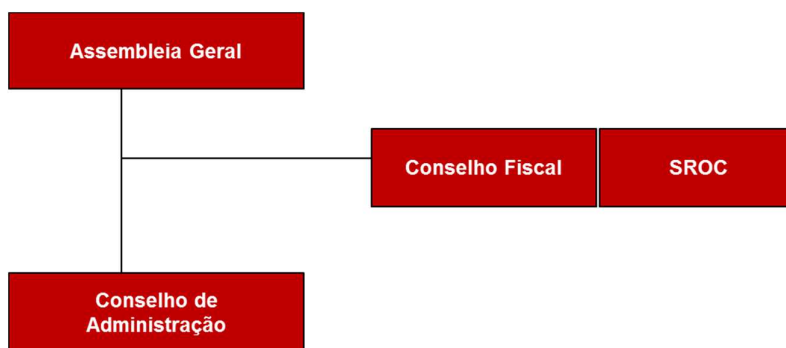 Assembleia Geral
Conselho Fiscal
SROC
Conselho de
Administração